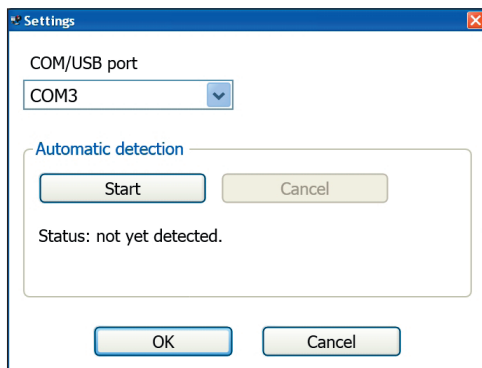 Settings
COM/USB port
COM3
Automatic detection
Start Cancel
Status: not yet detected.
OK Cancel